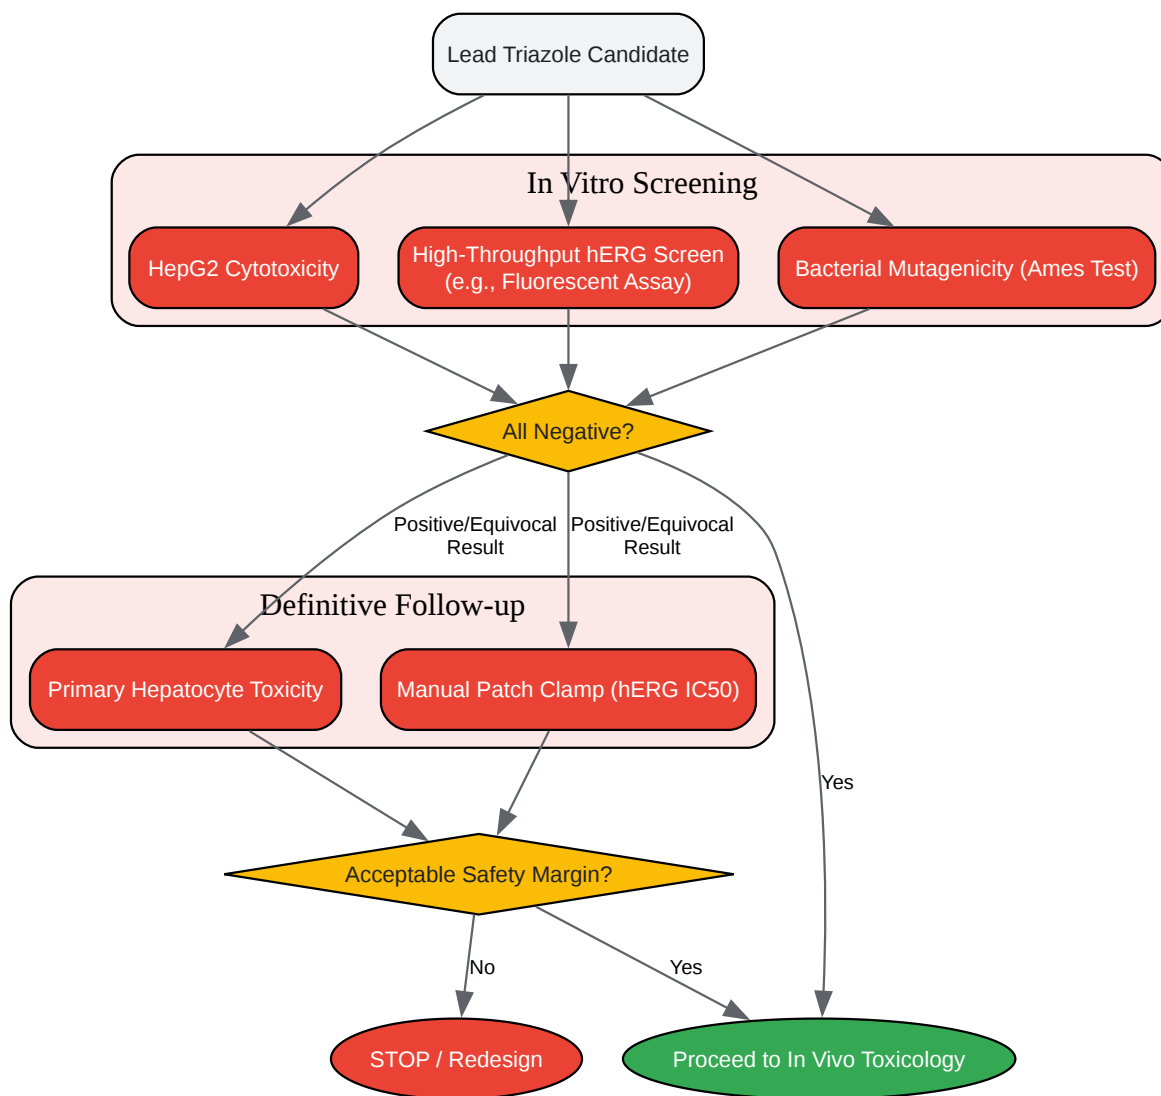 Lead Triazole Candidate
In Vitro Screening
HepG2 Cytotoxicity
High-Throughput hERG Screen
(e.g., Fluorescent Assay)
Bacterial Mutagenicity (Ames Test)
All Negative?
Positive/Equivocal
Result
Positive/Equivocal
Result
Definitive Follow-up
Primary Hepatocyte Toxicity
Manual Patch Clamp (hERG IC50)
Yes
Acceptable Safety Margin?
No
Yes
STOP / Redesign
Proceed to In Vivo Toxicology